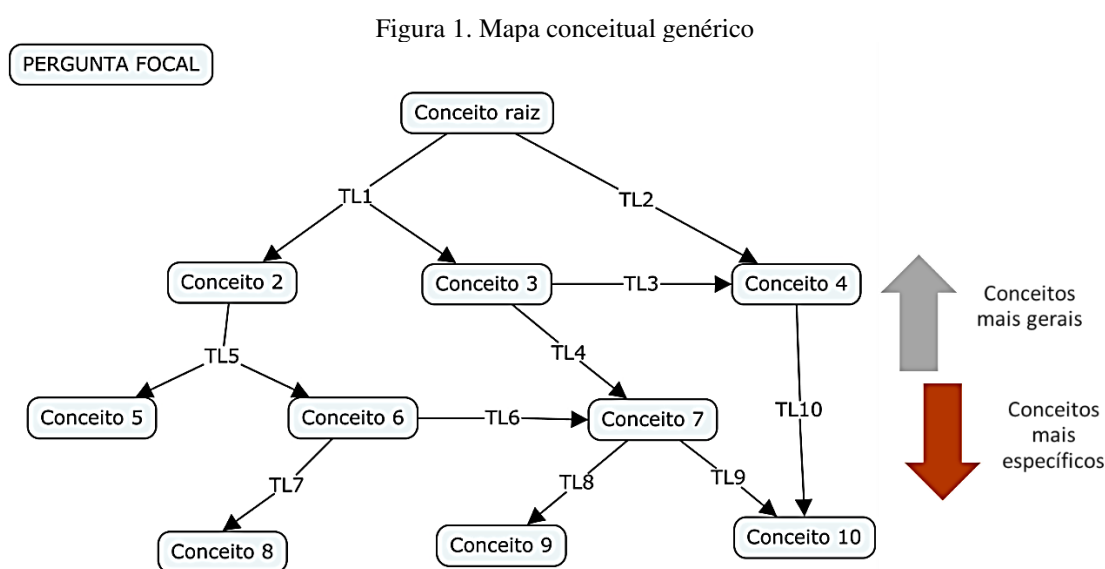 Figura 1. Mapa conceitual genérico
PERGUNTA FOCAL
Conceito raiz
TL1
TL2
Conceito 2
Conceito 3
TL3
Conceito 4
Conceitos
mais gerais
TL5
TL4
Conceito 5
Conceito 6
TL6
Conceito 7
TL10
Conceitos
mais
específicos
TL7
TL8
TL9
Conceito 8
Conceito 9
Conceito 10